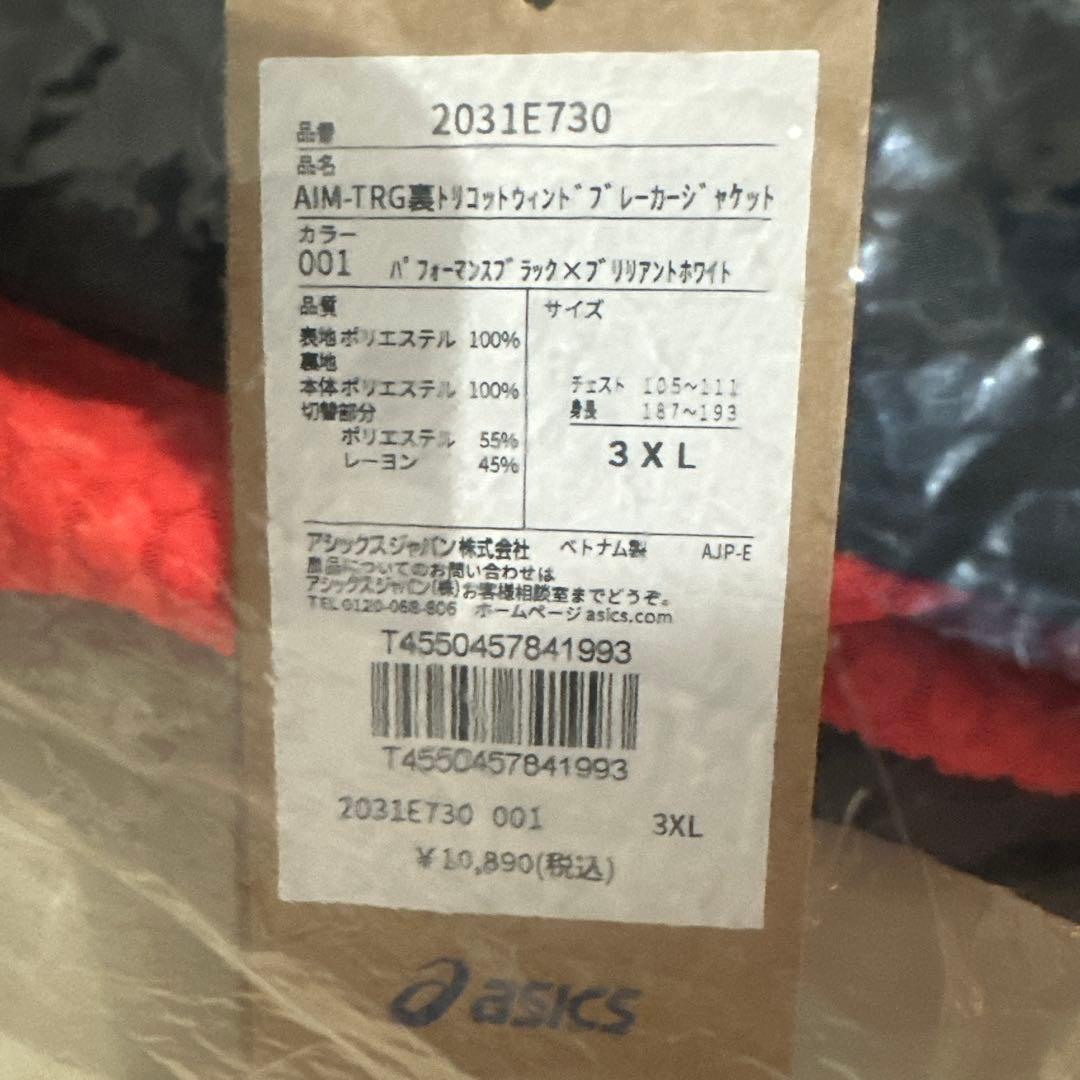 品番 2031E730
品名
AIM-TRG裏ﾄﾘｺｯﾄｳｨﾝﾄﾞﾌﾞﾚｰｶｰｼﾞｬｹｯﾄ
カラー
001 ﾊﾟﾌｫｰﾏﾝｽﾌﾞﾗｯｸ×ﾌﾞﾘﾘｱﾝﾄﾎﾜｲﾄ
品質
表地 ポリエステル 100%
裏地
本体 ポリエステル 100%
切替部分
ポリエステル 55%
レーヨン 45%
サイズ
チェスト 105~111
身長 187~193
3XL
アシックスジャパン株式会社 ベトナム製 AJP-E
商品についてのお問い合わせは
アシックスジャパン(株)お客様相談室までどうぞ。
TEL 0120-068-806 ホームページ asics.com
T4550457841993
T4550457841993
2031E730 001 3XL
¥10,890(税込)
asics